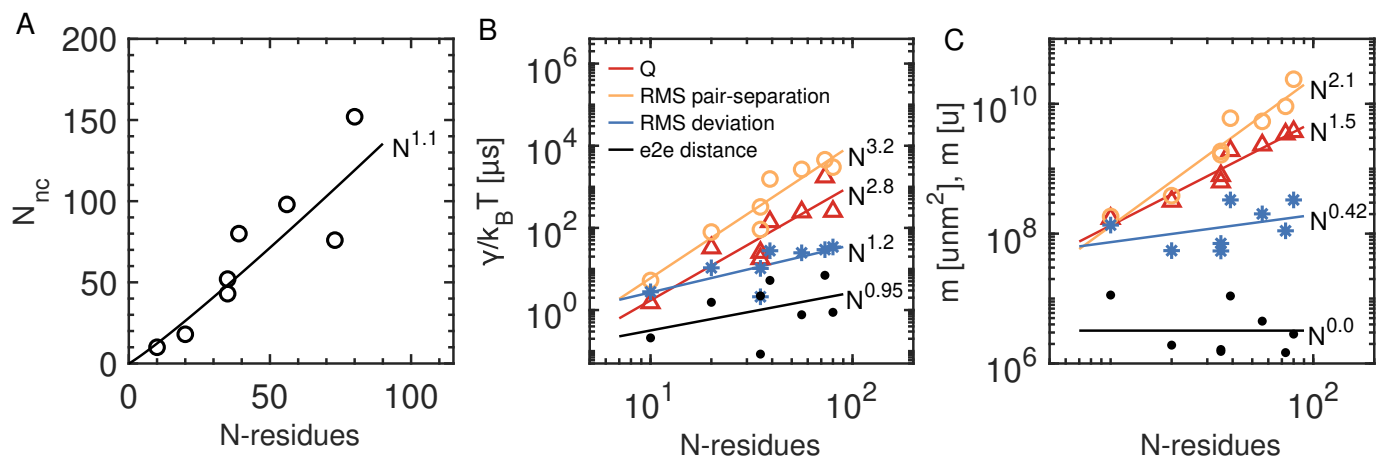 A
200
150
100
50
0
N_nc
N^1.1
0 50 100
N-residues
B
10^6
10^4
10^2
10^0
γ/k_BT [µs]
Q
RMS pair-separation
RMS deviation
e2e distance
N^3.2
N^2.8
N^1.2
N^0.95
10^1 10^2
N-residues
C
10^10
10^8
10^6
m [unm^2], m [u]
N^2.1
N^1.5
N^0.42
N^0.0
10^2
N-residues